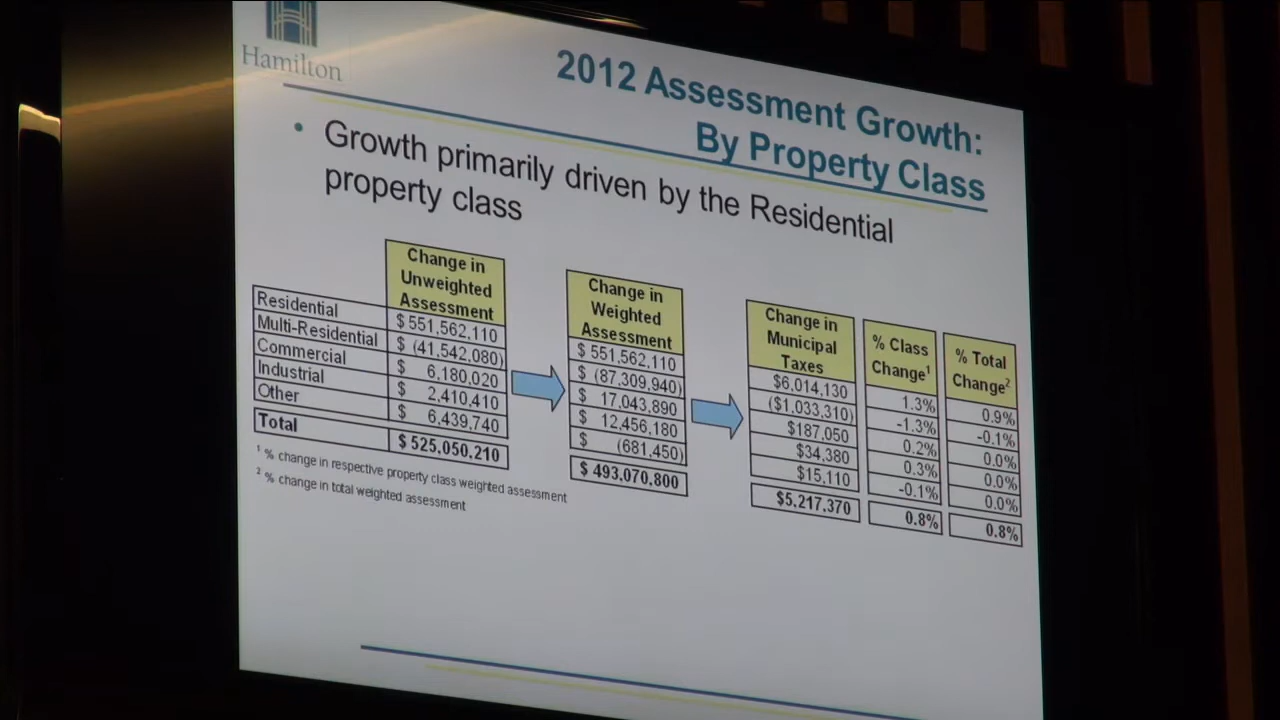 Hamilton
2012 Assessment Growth:
By Property Class
• Growth primarily driven by the Residential
property class
Change in
Unweighted
Assessment
Change in
Weighted
Assessment
Change in
Municipal
Taxes
% Class
Change¹
% Total
Change²
Residential $ 551,562,110 $ 551,562,110 $6,014,130 1.3% 0.9%
Multi-Residential $ (41,542,080) $ (87,309,940) ($1,033,310) -1.3% -0.1%
Commercial $ 6,180,020 $ 17,043,890 $187,050 0.2% 0.0%
Industrial $ 2,410,410 $ 12,456,180 $34,380 0.3% 0.0%
Other $ 6,439,740 $ (681,450) $15,110 -0.1% 0.0%
Total $ 525,050,210 $ 493,070,800 $5,217,370 0.8% 0.8%
¹ % change in respective property class weighted assessment
² % change in total weighted assessment